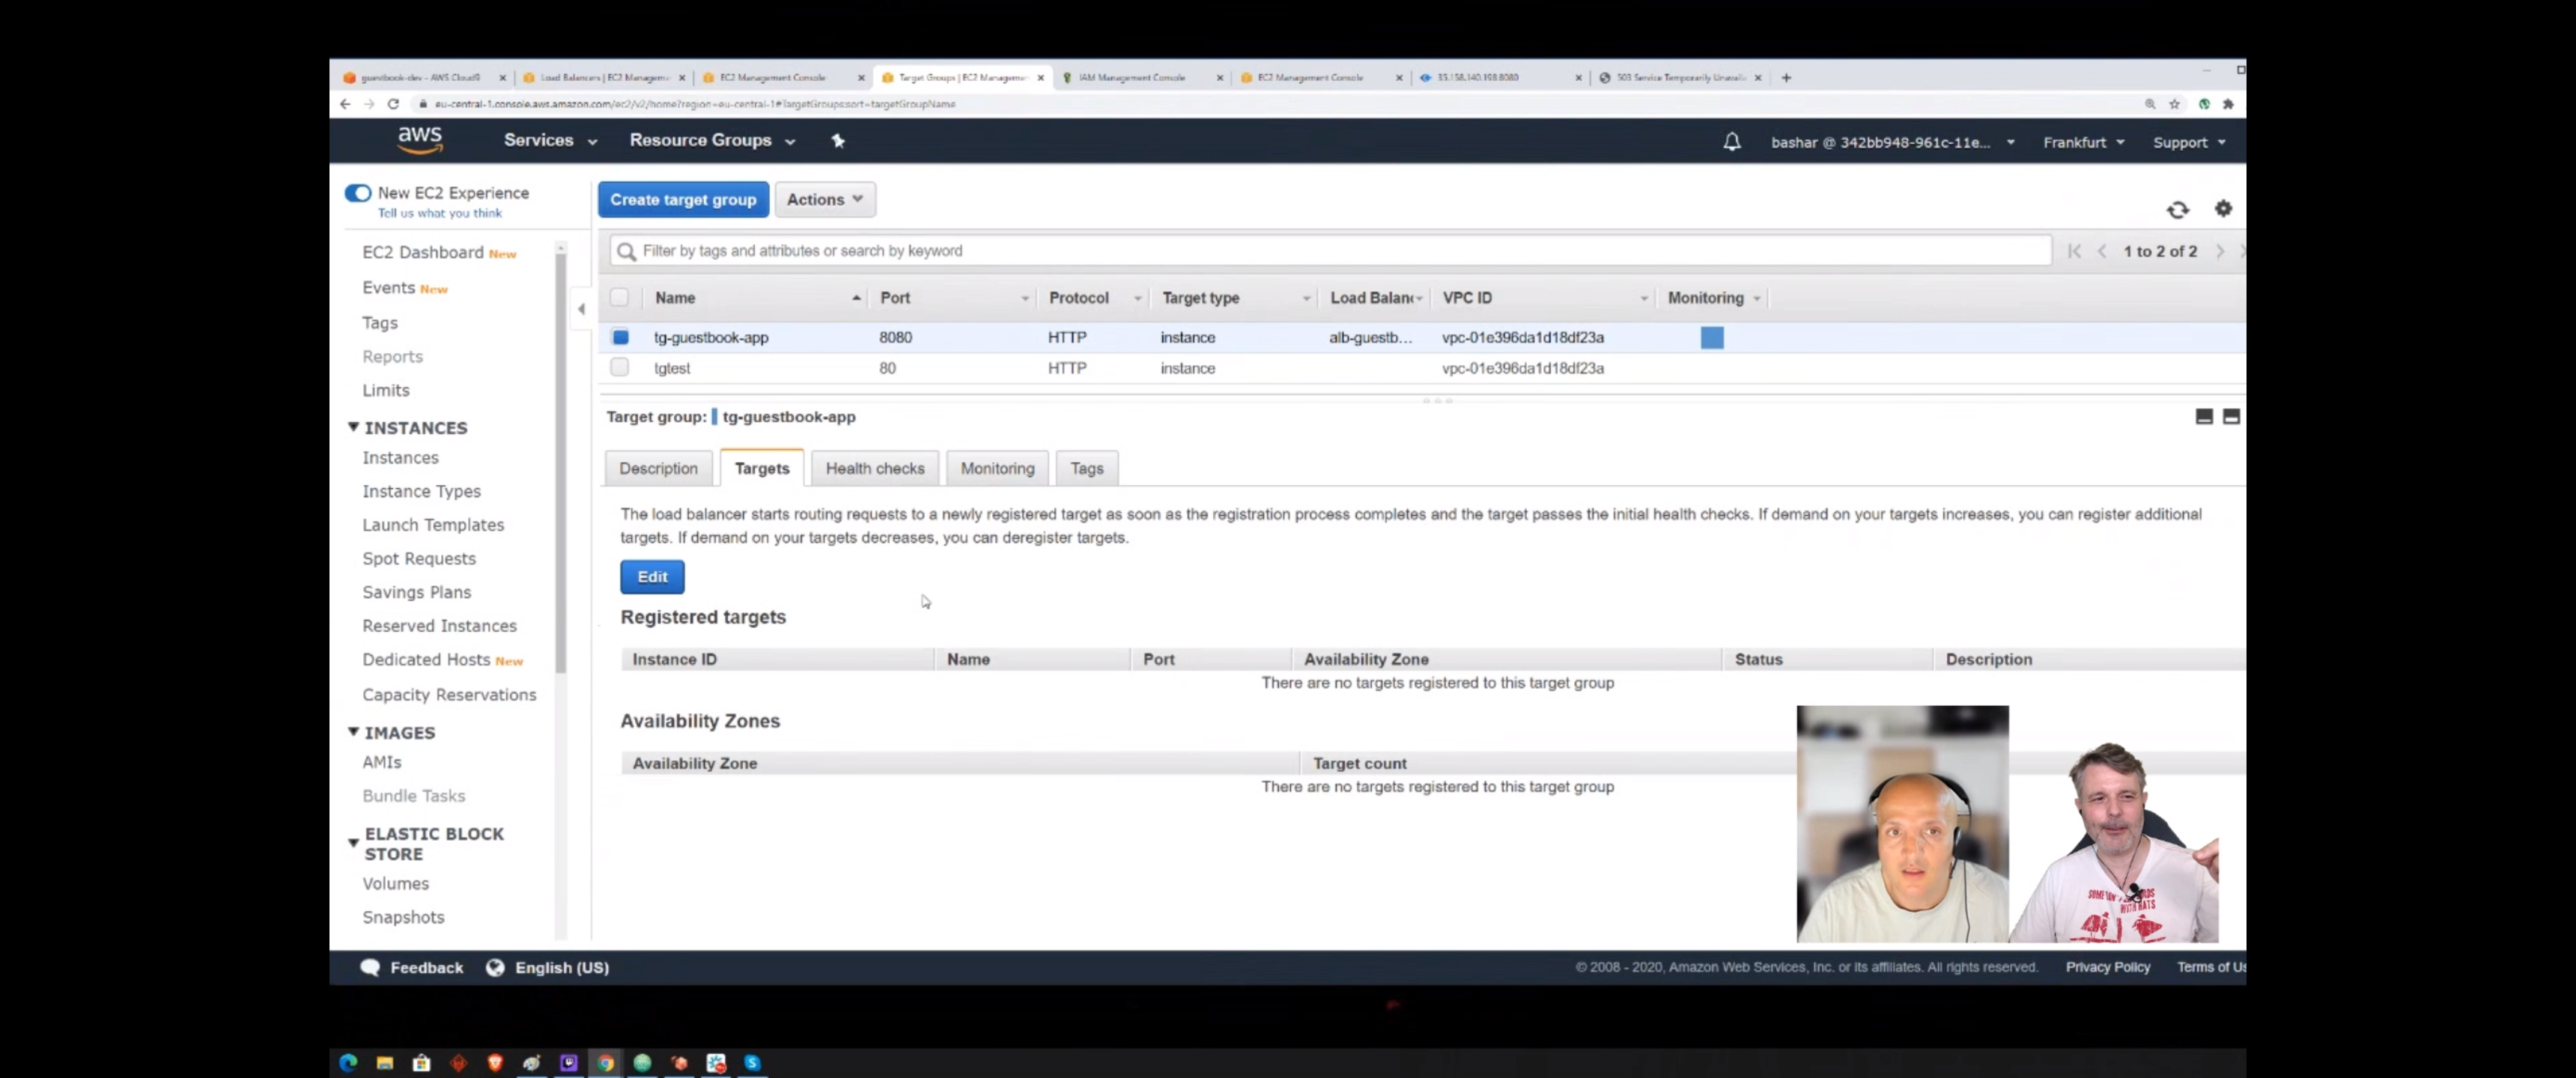 guestbook-dev - AWS Cloud9
Load Balancers | EC2 Managem
EC2 Management Console
Target Groups | EC2 Managemen
IAM Management Console
EC2 Management Console
35.158.140.198:8080
503 Service Temporarily Unavail
eu-central-1.console.aws.amazon.com/ec2/v2/home?region=eu-central-1#TargetGroups:sort=targetGroupName
aws
Services
Resource Groups
bashar @ 342bb948-961c-11e...
Frankfurt
Support
New EC2 Experience
Tell us what you think
EC2 Dashboard New
Events New
Tags
Reports
Limits
INSTANCES
Instances
Instance Types
Launch Templates
Spot Requests
Savings Plans
Reserved Instances
Dedicated Hosts New
Capacity Reservations
IMAGES
AMIs
Bundle Tasks
ELASTIC BLOCK
STORE
Volumes
Snapshots
Create target group
Actions
Filter by tags and attributes or search by keyword
1 to 2 of 2
Name Port Protocol Target type Load Balanc VPC ID Monitoring
tg-guestbook-app 8080 HTTP instance alb-guestb... vpc-01e396da1d18df23a
tgtest 80 HTTP instance vpc-01e396da1d18df23a
Target group: tg-guestbook-app
Description
Targets
Health checks
Monitoring
Tags
The load balancer starts routing requests to a newly registered target as soon as the registration process completes and the target passes the initial health checks. If demand on your targets increases, you can register additional
targets. If demand on your targets decreases, you can deregister targets.
Edit
Registered targets
Instance ID Name Port Availability Zone Status Description
There are no targets registered to this target group
Availability Zones
Availability Zone Target count
There are no targets registered to this target group
WITH HATS
Feedback
English (US)
© 2008 - 2020, Amazon Web Services, Inc. or its affiliates. All rights reserved.
Privacy Policy
Terms of Us